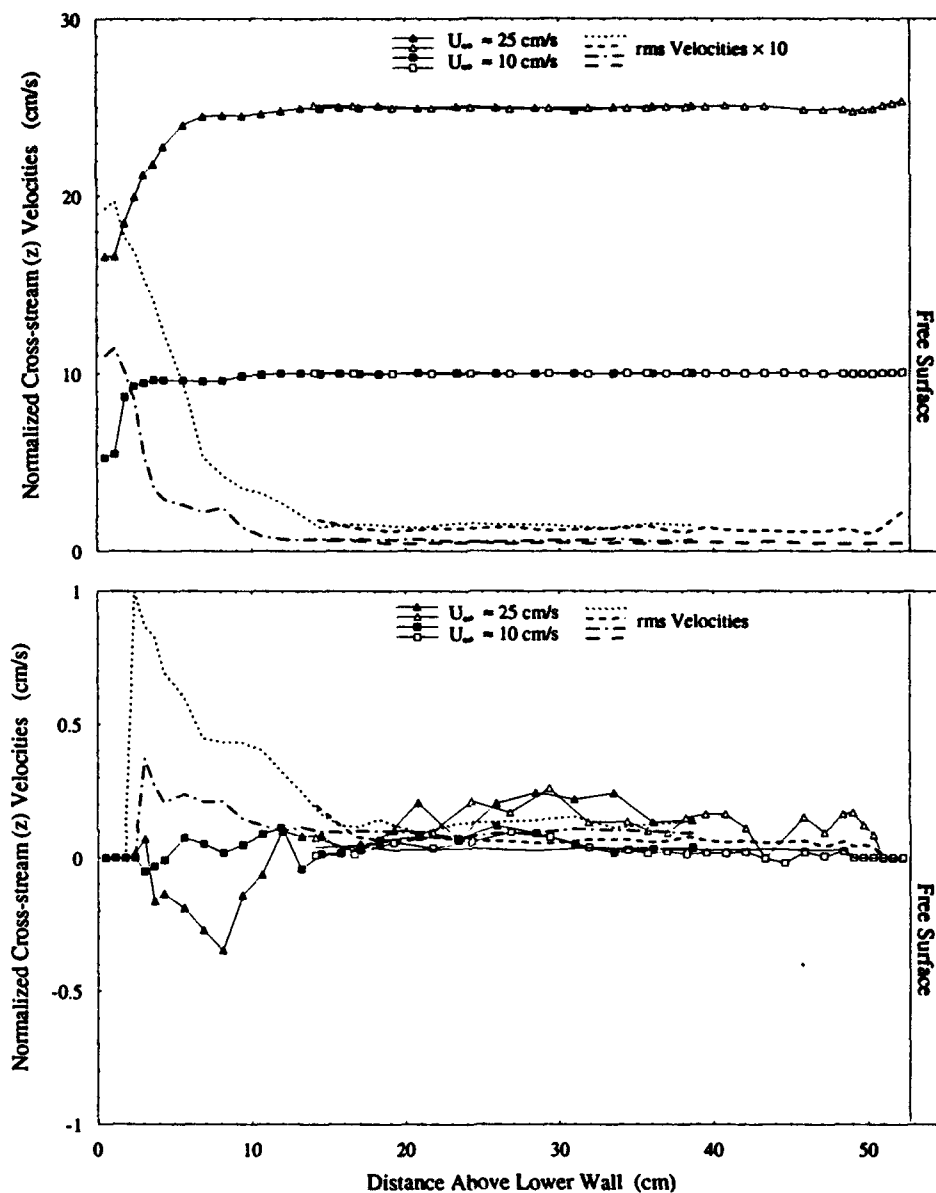 30
20
10
0
Normalized Cross-stream (z) Velocities (cm/s)
U∞ ≈ 25 cm/s
U∞ ≈ 10 cm/s
rms Velocities × 10
Free Surface
1
0.5
0
-0.5
-1
Normalized Cross-stream (z) Velocities (cm/s)
U∞ ≈ 25 cm/s
U∞ ≈ 10 cm/s
rms Velocities
Free Surface
0 10 20 30 40 50
Distance Above Lower Wall (cm)